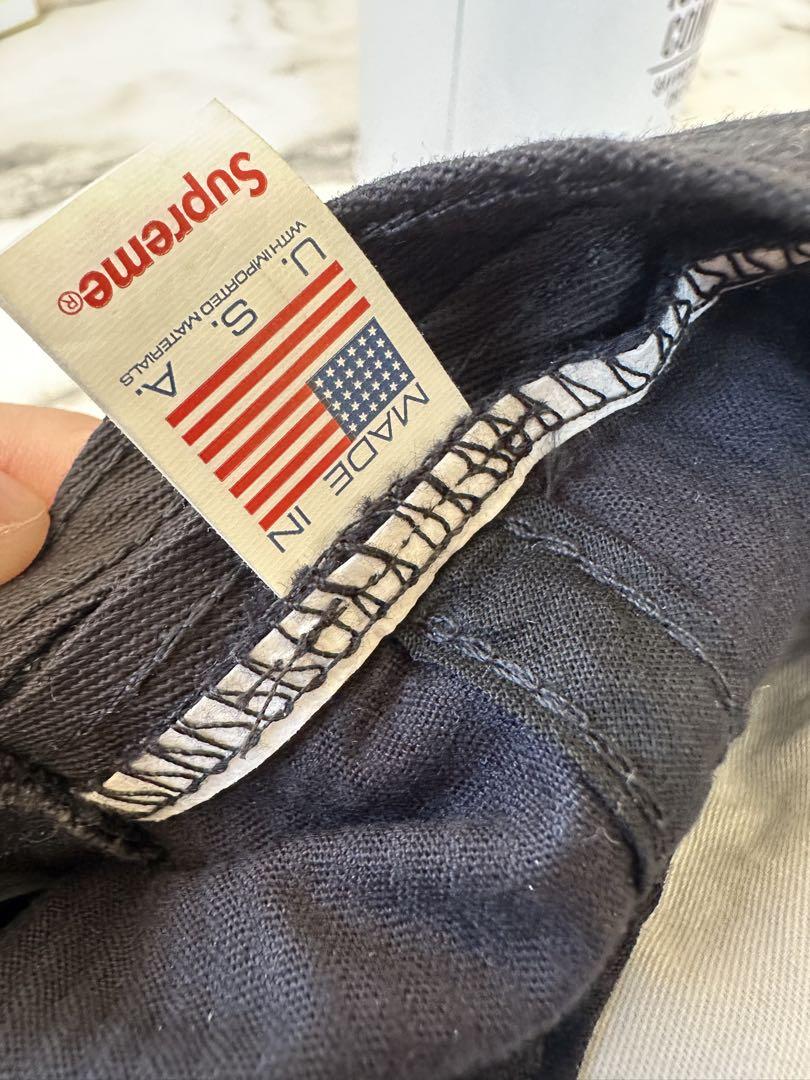 MADE IN
U. S. A.
WITH IMPORTED MATERIALS
Supreme®